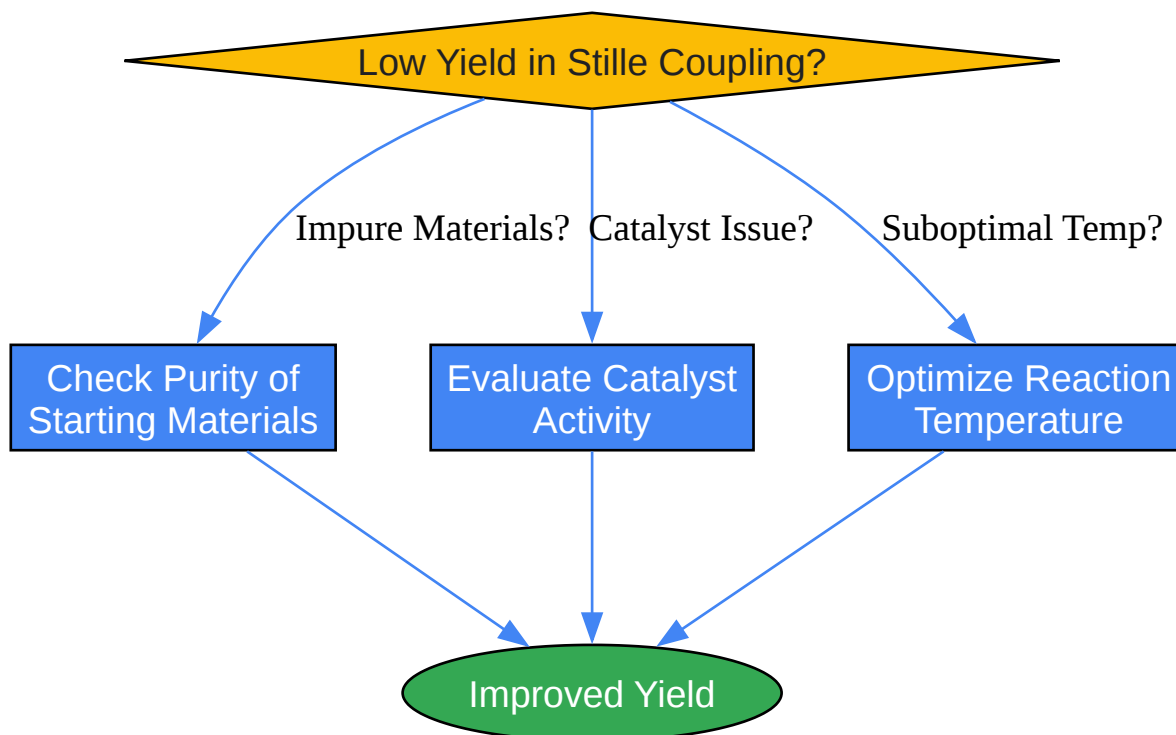 Low Yield in Stille Coupling?
Impure Materials?
Catalyst Issue?
Suboptimal Temp?
Check Purity of
Starting Materials
Evaluate Catalyst
Activity
Optimize Reaction
Temperature
Improved Yield